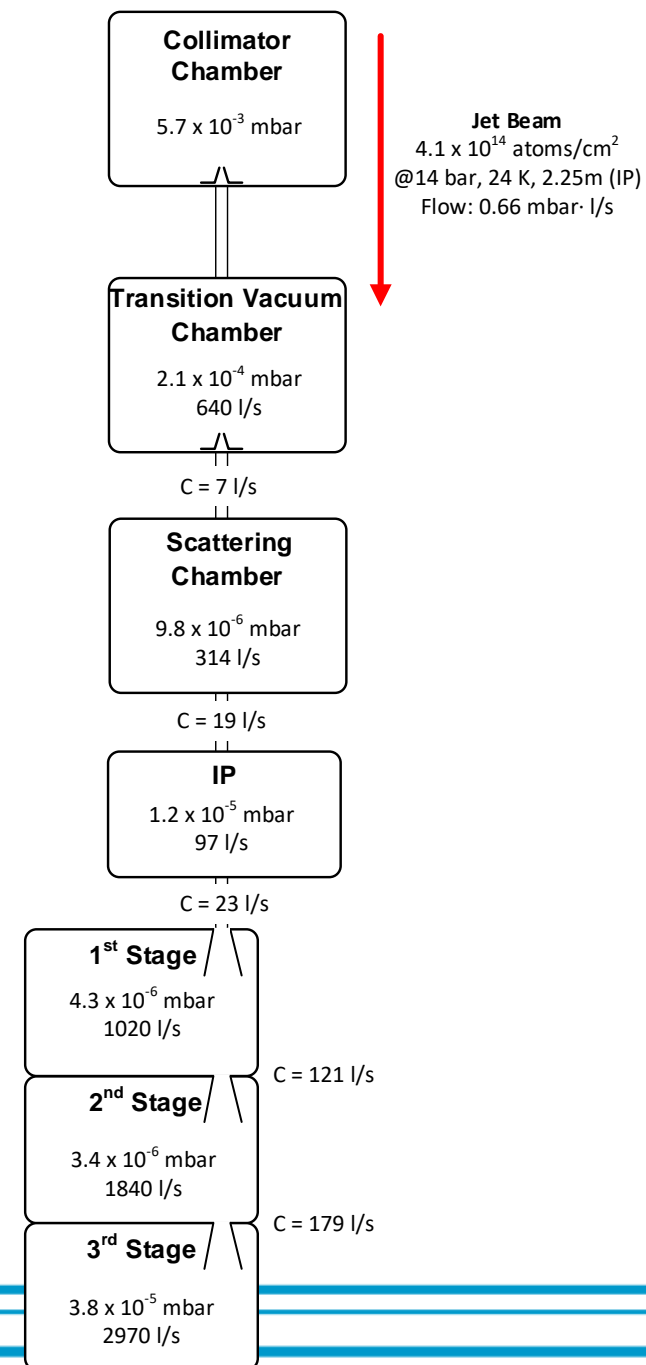 Collimator
Chamber
5.7 x 10⁻³ mbar
Jet Beam
4.1 x 10¹⁴ atoms/cm²
@14 bar, 24 K, 2.25m (IP)
Flow: 0.66 mbar· l/s
Transition Vacuum
Chamber
2.1 x 10⁻⁴ mbar
640 l/s
C = 7 l/s
Scattering
Chamber
9.8 x 10⁻⁶ mbar
314 l/s
C = 19 l/s
IP
1.2 x 10⁻⁵ mbar
97 l/s
C = 23 l/s
1ˢᵗ Stage
4.3 x 10⁻⁶ mbar
1020 l/s
C = 121 l/s
2ⁿᵈ Stage
3.4 x 10⁻⁶ mbar
1840 l/s
C = 179 l/s
3ʳᵈ Stage
3.8 x 10⁻⁵ mbar
2970 l/s